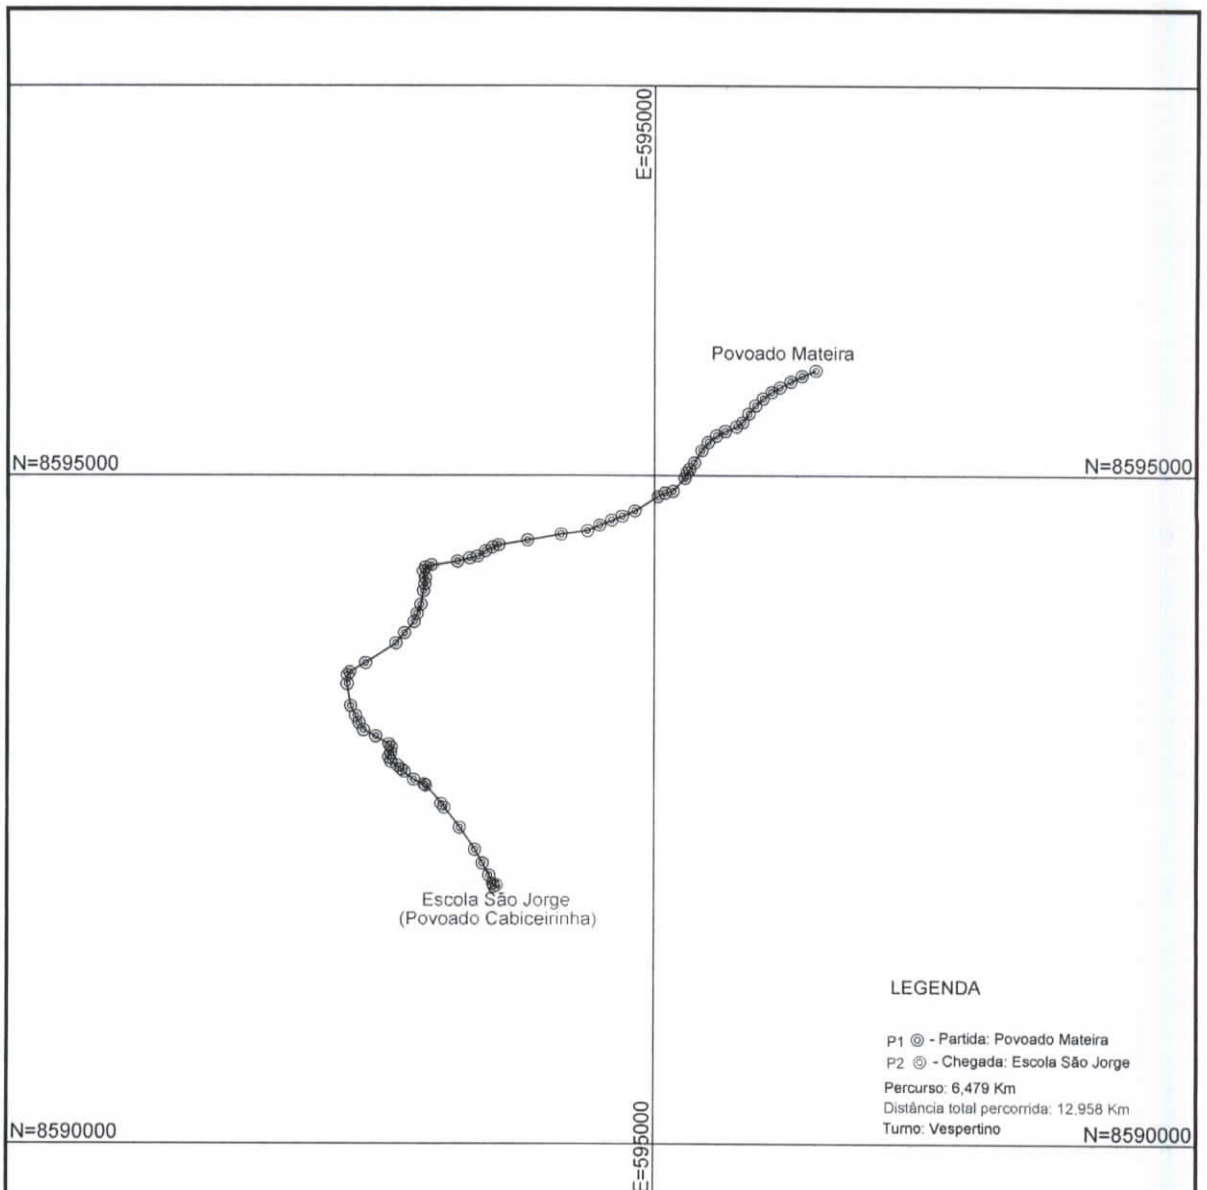 E=595000
Povoado Mateira
N=8595000
N=8595000
Escola São Jorge
(Povoado Cabiceirinha)
LEGENDA
P1 - Partida: Povoado Mateira
P2 - Chegada: Escola São Jorge
Percurso: 6,479 Km
Distância total percorrida: 12,958 Km
Turno: Vespertino
N=8590000
E=595000
N=8590000